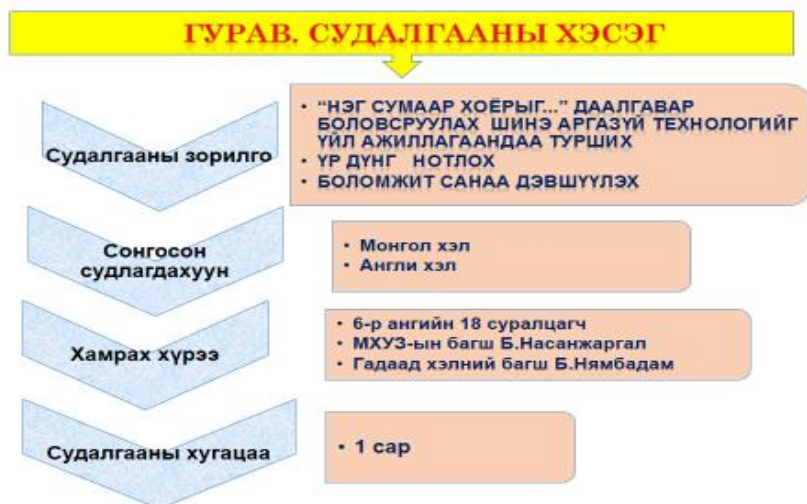 ГУРАВ. СУДАЛГААНЫ ХЭСЭГ
Судалгааны зорилго
• “НЭГ СУМААР ХОЁРЫГ...” ДААЛГАВАР
БОЛОВСРУУЛАХ ШИНЭ АРГАЗҮЙ ТЕХНОЛОГИЙГ
ҮЙЛ АЖИЛЛАГААНДАА ТУРШИХ
• ҮР ДҮНГ НОТЛОХ
• БОЛОМЖИТ САНАА ДЭВШҮҮЛЭХ
Сонгосон
судлагдахуун
• Монгол хэл
• Англи хэл
Хамрах хүрээ
• 6-р ангийн 18 суралцагч
• МХУЗ-ын багш Б.Насанжаргал
• Гадаад хэлний багш Б.Нямбадам
Судалгааны хугацаа
• 1 сар